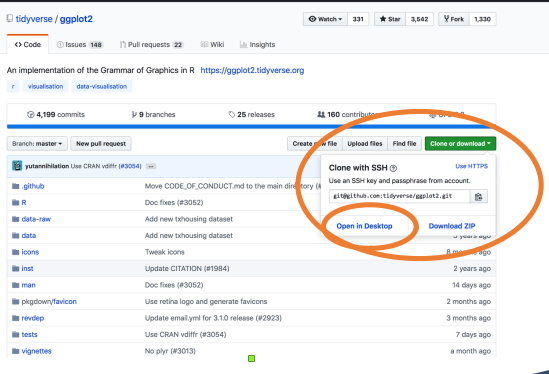 tidyverse / ggplot2
Watch 331 Star 3,542 Fork 1,330
Code Issues 148 Pull requests 22 Wiki Insights
An implementation of the Grammar of Graphics in R https://ggplot2.tidyverse.org
r visualisation data-visualisation
4,199 commits 9 branches 25 releases 160 contributors
Branch: master New pull request Create new file Upload files Find file Clone or download
yutannihilation Use CRAN vdiffr (#3054)
Clone with SSH Use HTTPS
Use an SSH key and passphrase from account.
git@github.com:tidyverse/ggplot2.git
Open in Desktop Download ZIP
.github Move CODE_OF_CONDUCT.md to the main directory
R Doc fixes (#3052)
data-raw Add new txhousing dataset
data Add new txhousing dataset years ago
icons Tweak icons 8 months ago
inst Update CITATION (#1984) 2 years ago
man Doc fixes (#3052) 14 days ago
pkgdown/favicon Use retina logo and generate favicons 2 months ago
revdep Update email.yml for 3.1.0 release (#2923) 3 months ago
tests Use CRAN vdiffr (#3054) 7 days ago
vignettes No plyr (#3013) a month ago